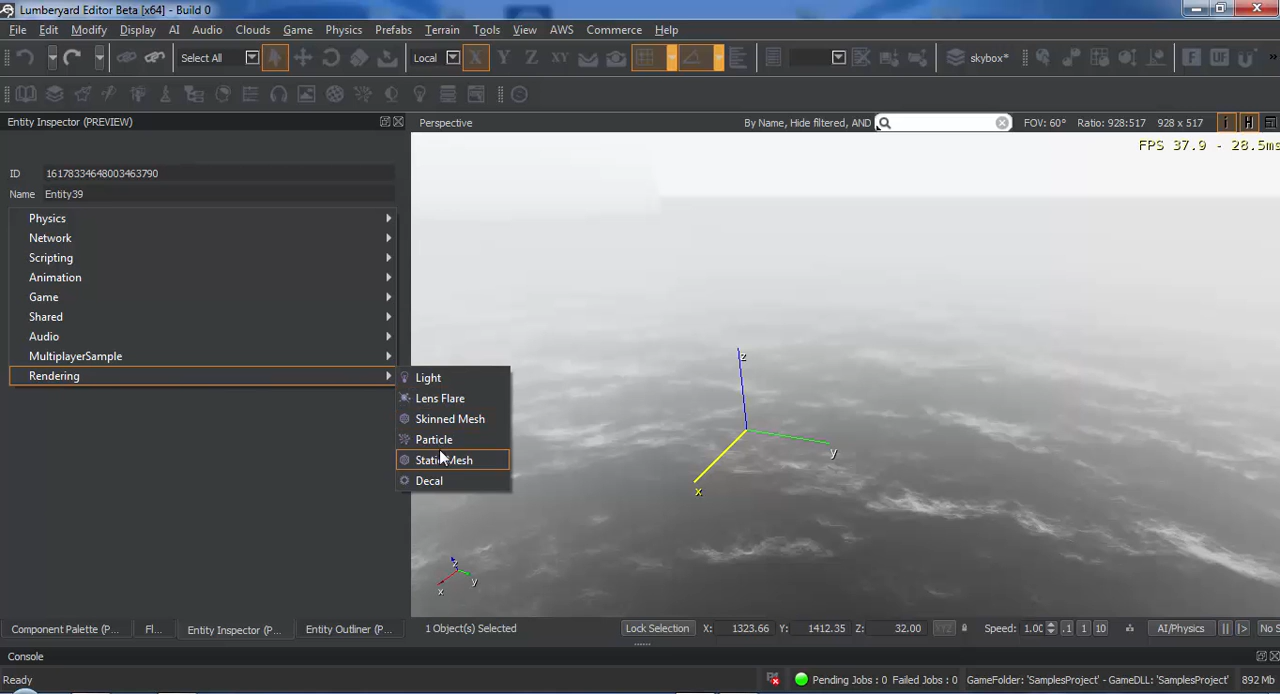 Lumberyard Editor Beta [x64] - Build 0
File Edit Modify Display AI Audio Clouds Game Physics Prefabs Terrain Tools View AWS Commerce Help
Select All Local X Y Z XY skybox* F UF
Entity Inspector (PREVIEW)
Perspective By Name, Hide filtered, AND FOV: 60° Ratio: 928:517 928 x 517 i H
FPS 37.9 - 28.5ms
ID 16178334648003463790
Name Entity39
Physics
Network
Scripting
Animation
Game
Shared
Audio
MultiplayerSample
Rendering
Light
Lens Flare
Skinned Mesh
Particle
Static Mesh
Decal
z
y
x
z
y
x
Component Palette (P... Fl... Entity Inspector (P... Entity Outliner (P...
1 Object(s) Selected Lock Selection X: 1323.66 Y: 1412.35 Z: 32.00 XYZ Speed: 1.00 .1 1 10 AI/Physics No S
Console
Ready Pending Jobs : 0 Failed Jobs : 0 GameFolder: 'SamplesProject' - GameDLL: 'SamplesProject' 892 Mb